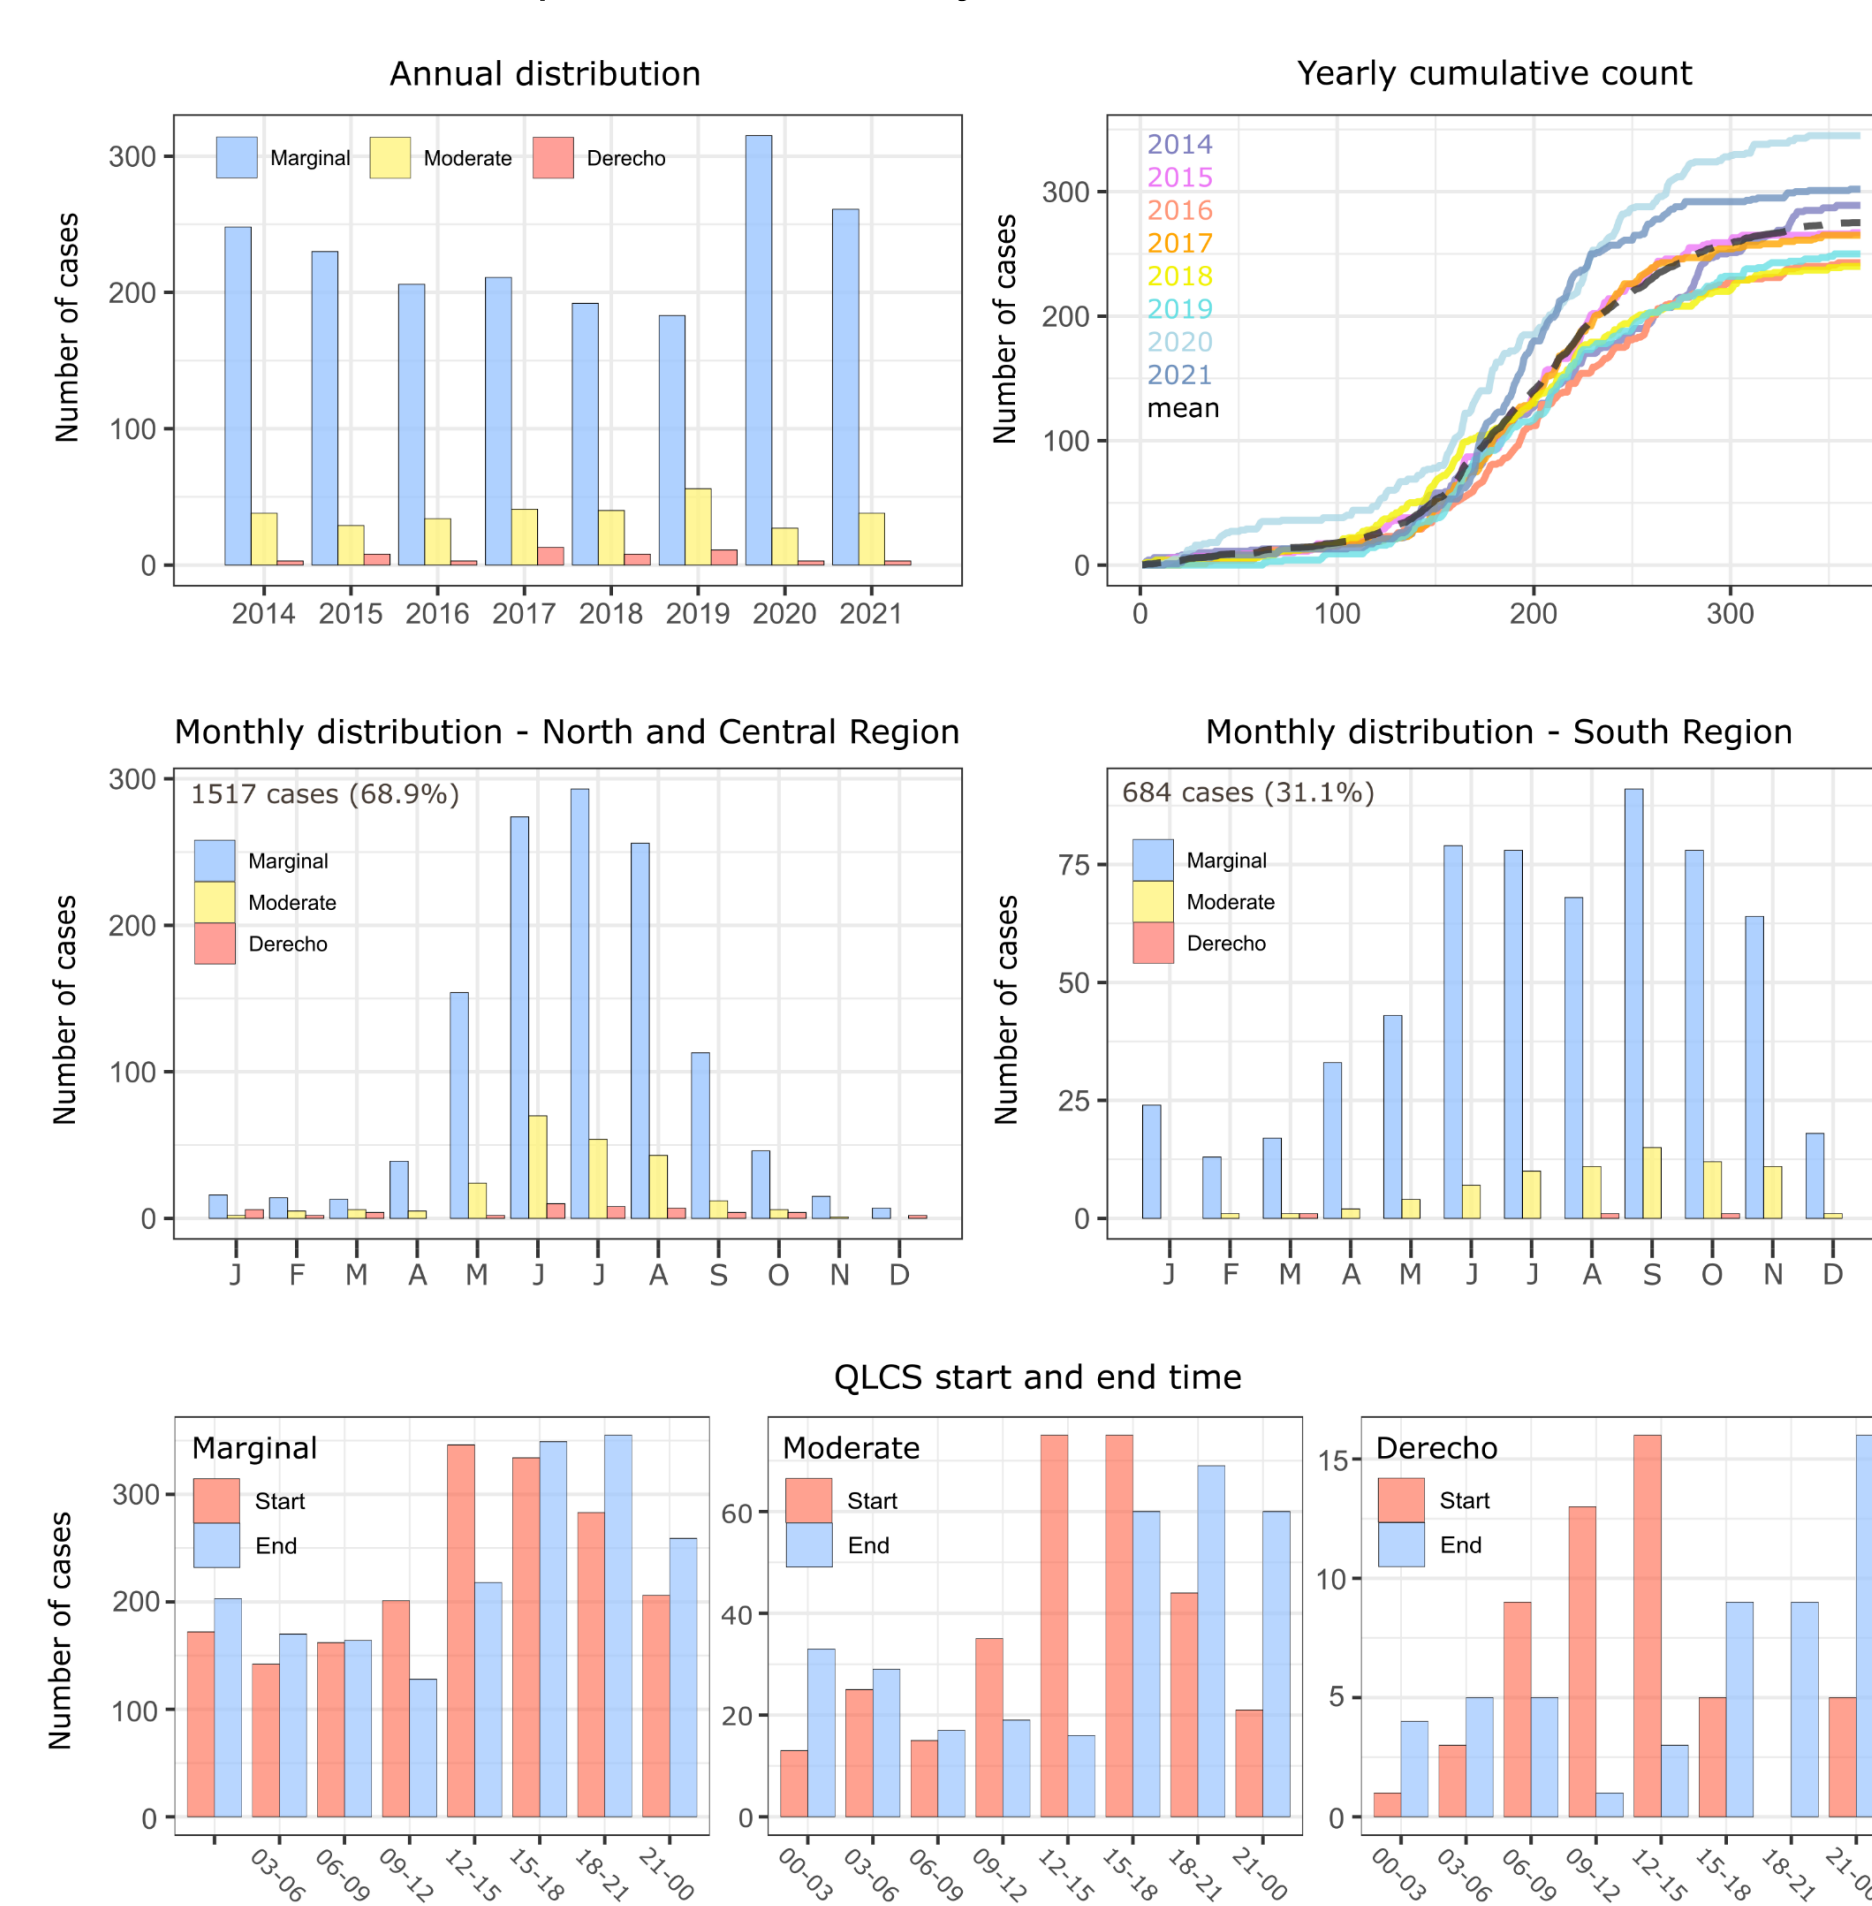 Annual distribution
Yearly cumulative count
Number of cases
300
200
100
0
Marginal Moderate Derecho
2014 2015 2016 2017 2018 2019 2020 2021
Number of cases
300
200
100
0
2014
2015
2016
2017
2018
2019
2020
2021
mean
0 100 200 300
Monthly distribution - North and Central Region
Number of cases
300
200
100
0
1517 cases (68.9%)
Marginal
Moderate
Derecho
J F M A M J J A S O N D
Monthly distribution - South Region
Number of cases
75
50
25
0
684 cases (31.1%)
Marginal
Moderate
Derecho
J F M A M J J A S O N D
QLCS start and end time
Number of cases
300
200
100
0
Marginal
Start
End
03-06 06-09 09-12 12-15 15-18 18-21 21-00
60
40
20
0
Moderate
Start
End
00-03 03-06 06-09 09-12 12-15 15-18 18-21 21-00
15
10
5
0
Derecho
Start
End
00-03 03-06 06-09 09-12 12-15 15-18 18-21